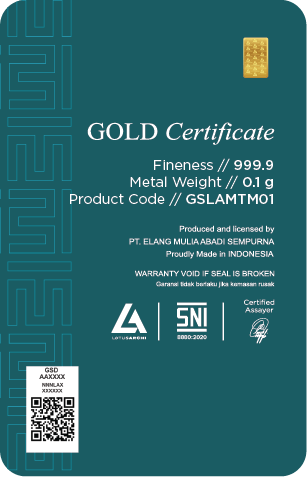 GOLD Certificate
Fineness // 999.9
Metal Weight // 0.1 g
Product Code // GSLAMTM01
Produced and licensed by
PT. ELANG MULIA ABADI SEMPURNA
Proudly Made in INDONESIA
WARRANTY VOID IF SEAL IS BROKEN
Garansi tidak berlaku jika kemasan rusak
LOTUSARCHI
SNI
8880:2020
Certified
Assayer
GSD
AAXXXX
NNNLAX
XXXXXX